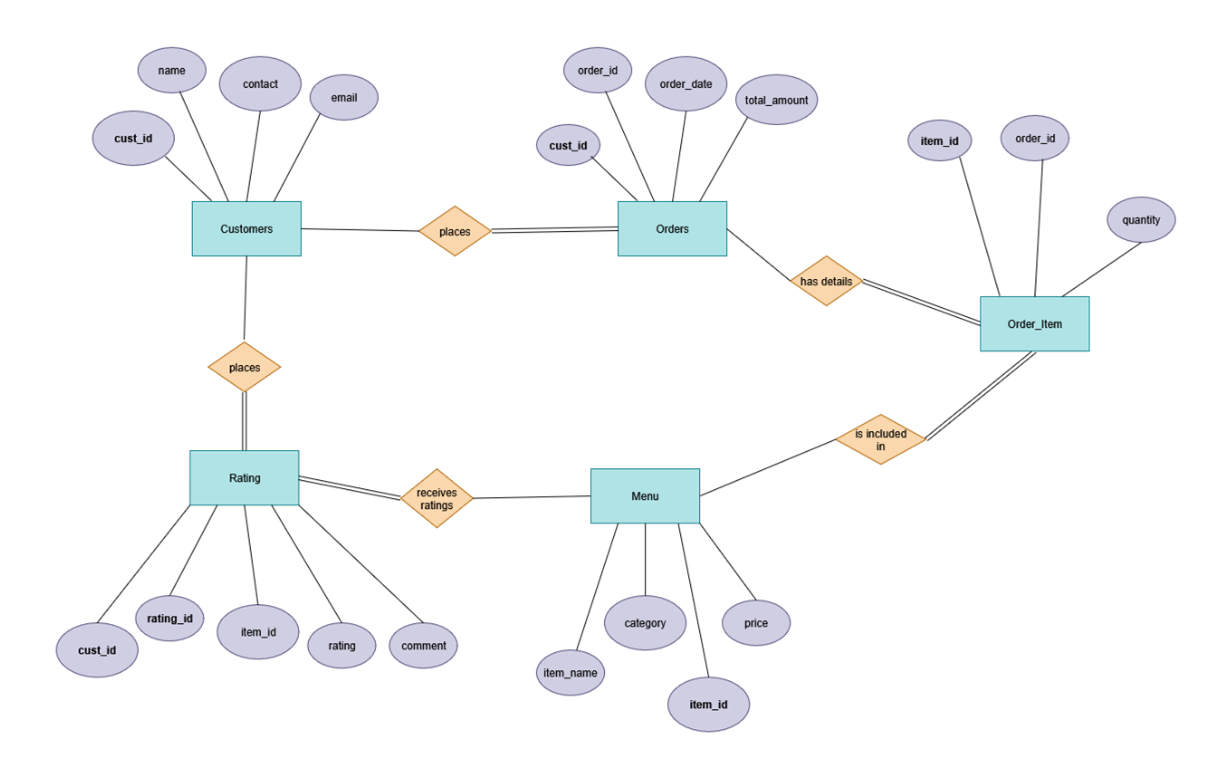 name
contact
email
cust_id
order_id
order_date
total_amount
cust_id
item_id
order_id
quantity
Customers
places
Orders
has details
Order_Item
places
is included
in
Rating
receives
ratings
Menu
cust_id
rating_id
item_id
rating
comment
item_name
category
item_id
price